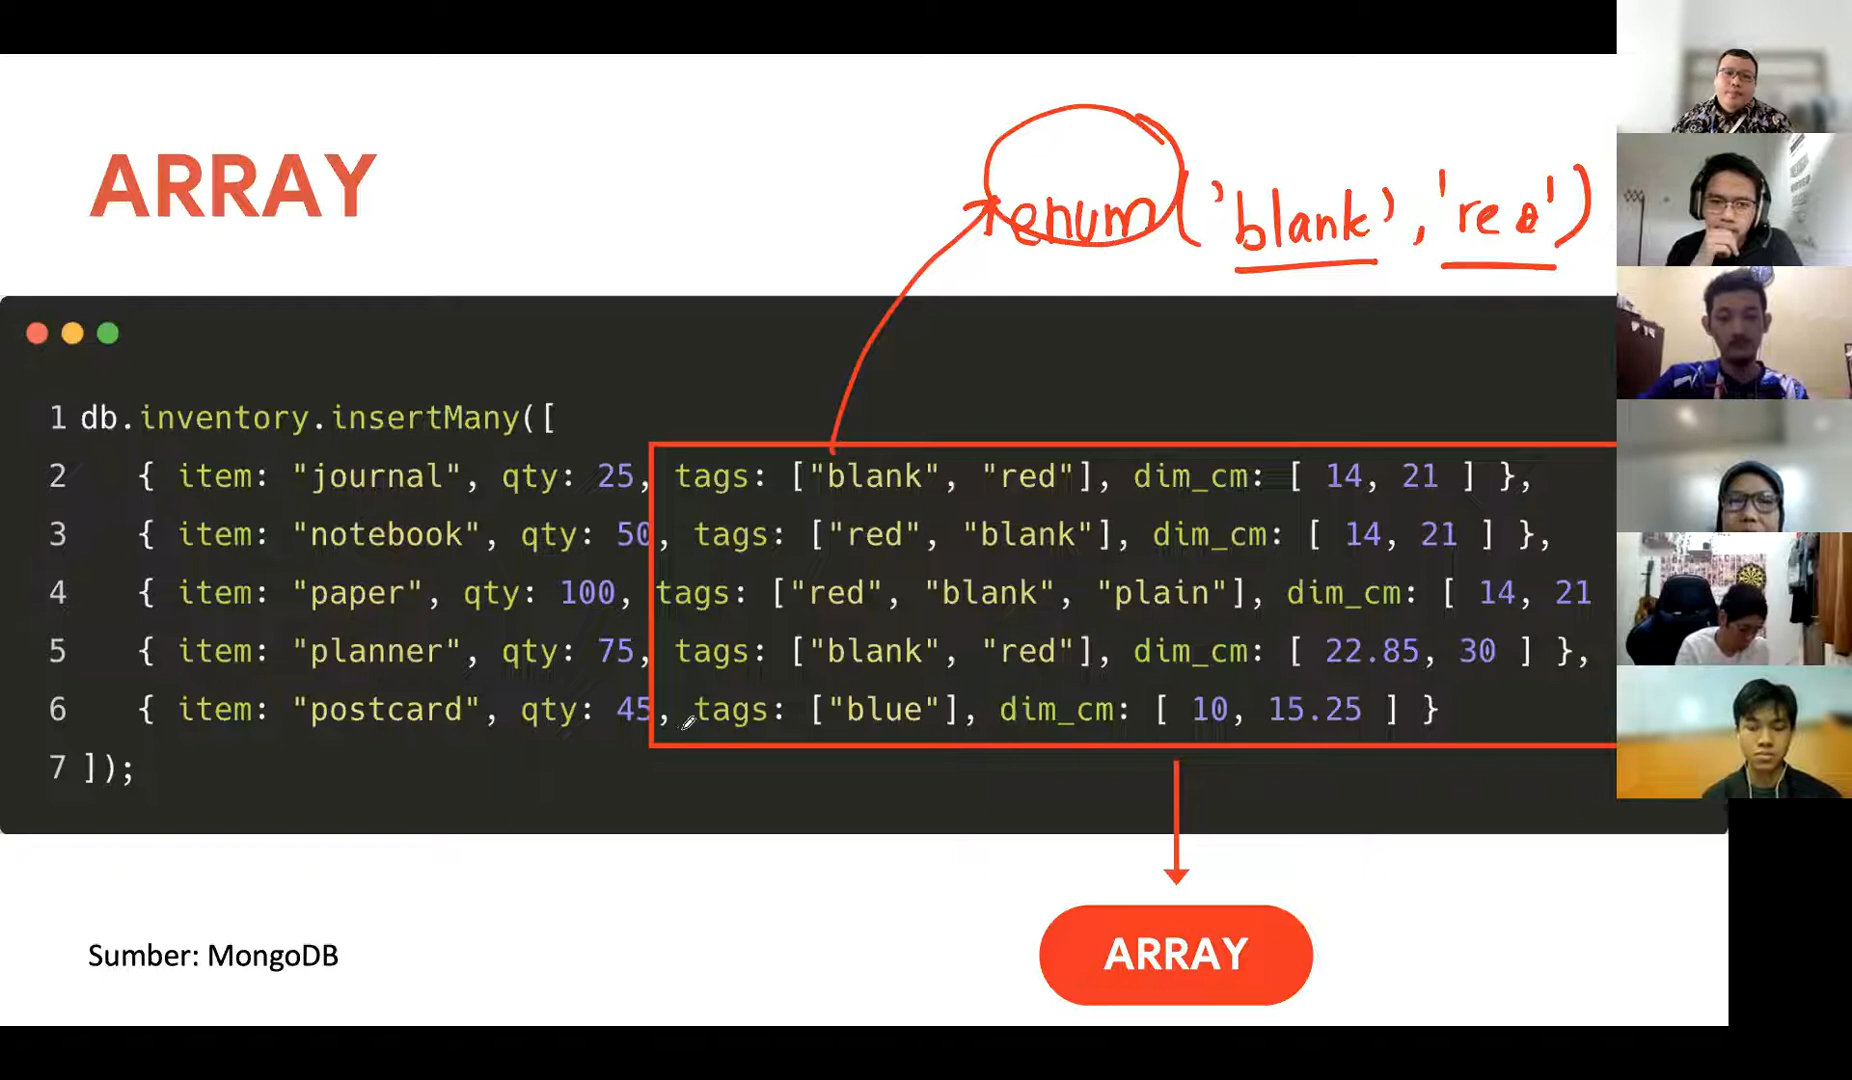 ARRAY
enum('blank', 'red')
1 db.inventory.insertMany([
2 { item: "journal", qty: 25, tags: ["blank", "red"], dim_cm: [ 14, 21 ] },
3 { item: "notebook", qty: 50, tags: ["red", "blank"], dim_cm: [ 14, 21 ] },
4 { item: "paper", qty: 100, tags: ["red", "blank", "plain"], dim_cm: [ 14, 21
5 { item: "planner", qty: 75, tags: ["blank", "red"], dim_cm: [ 22.85, 30 ] },
6 { item: "postcard", qty: 45, tags: ["blue"], dim_cm: [ 10, 15.25 ] }
7 ]);
ARRAY
Sumber: MongoDB